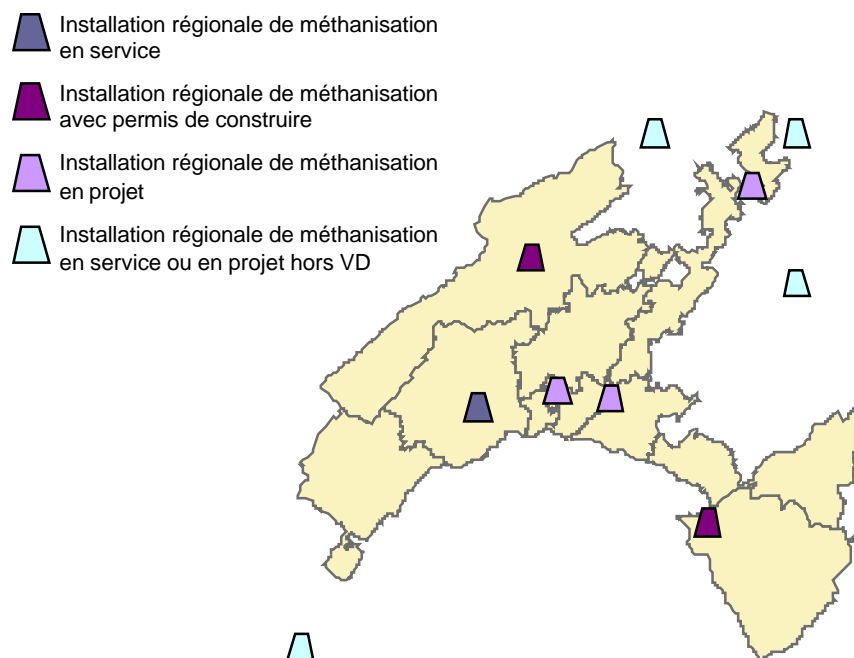 Installation régionale de méthanisation
en service
Installation régionale de méthanisation
avec permis de construire
Installation régionale de méthanisation
en projet
Installation régionale de méthanisation
en service ou en projet hors VD